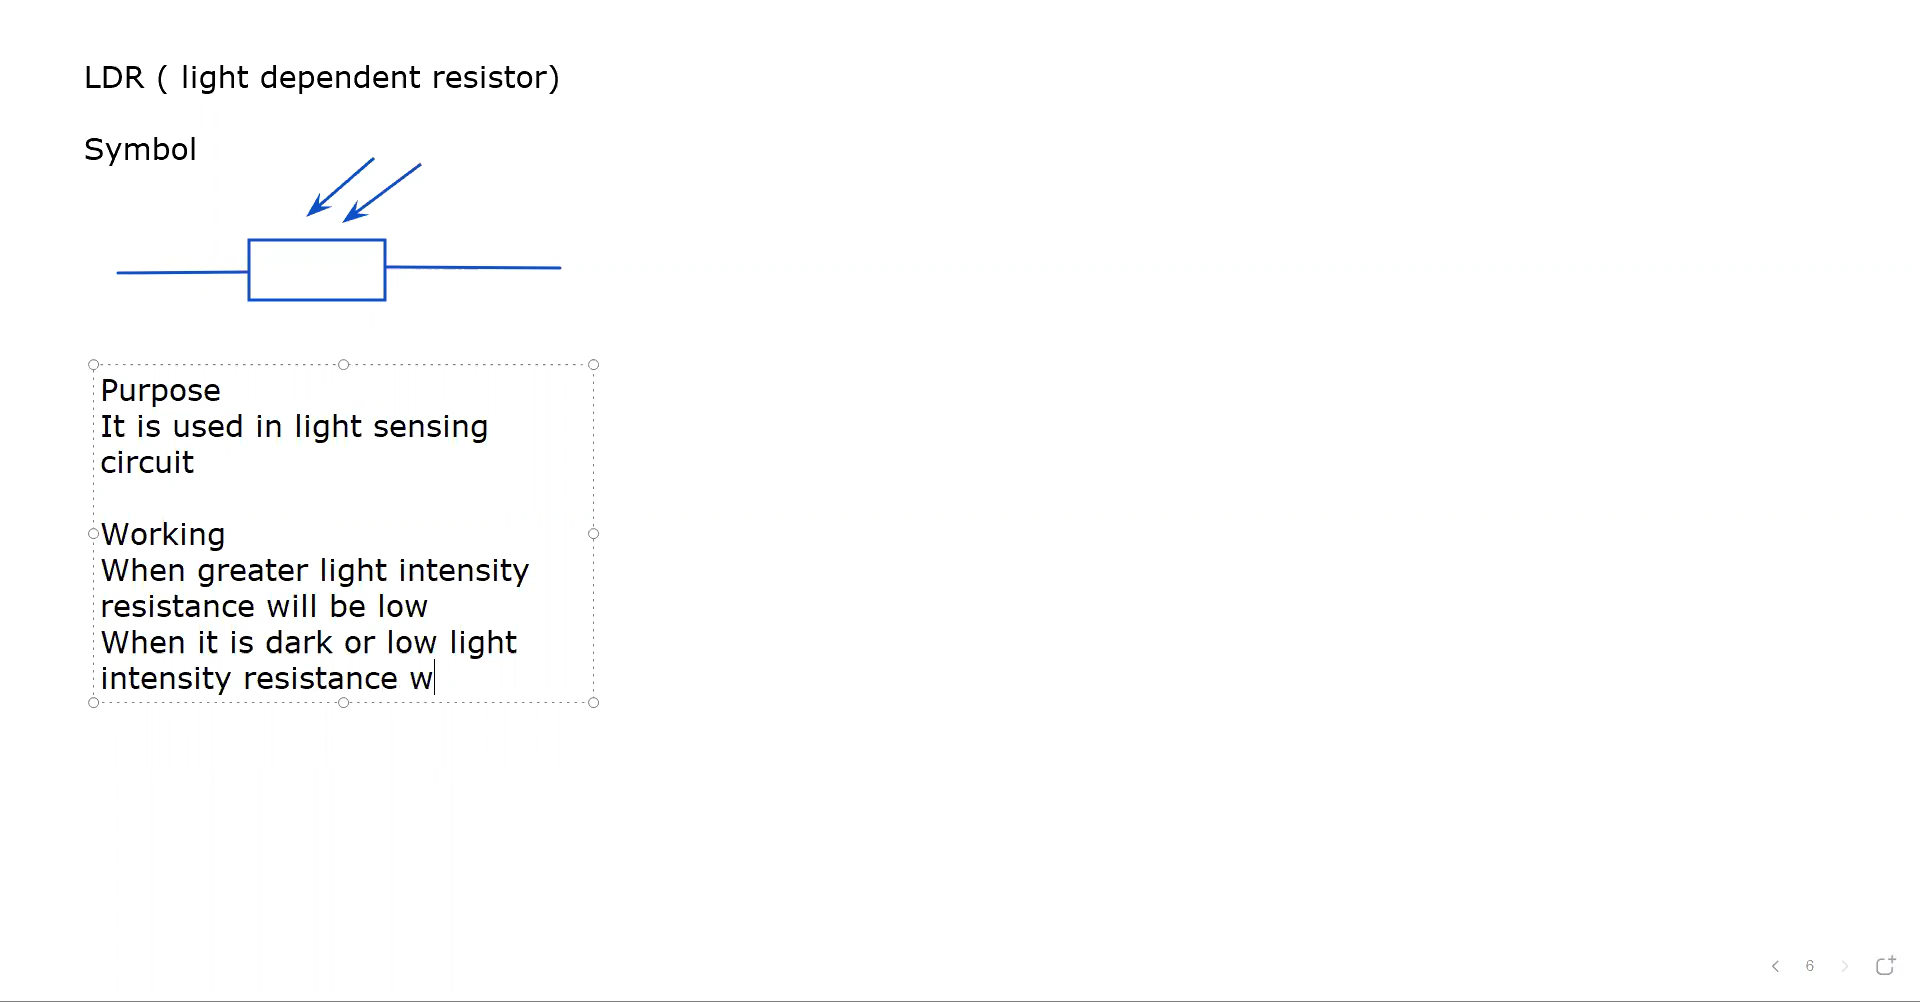 LDR ( light dependent resistor)
Symbol
Purpose
It is used in light sensing
circuit
Working
When greater light intensity
resistance will be low
When it is dark or low light
intensity resistance w
6